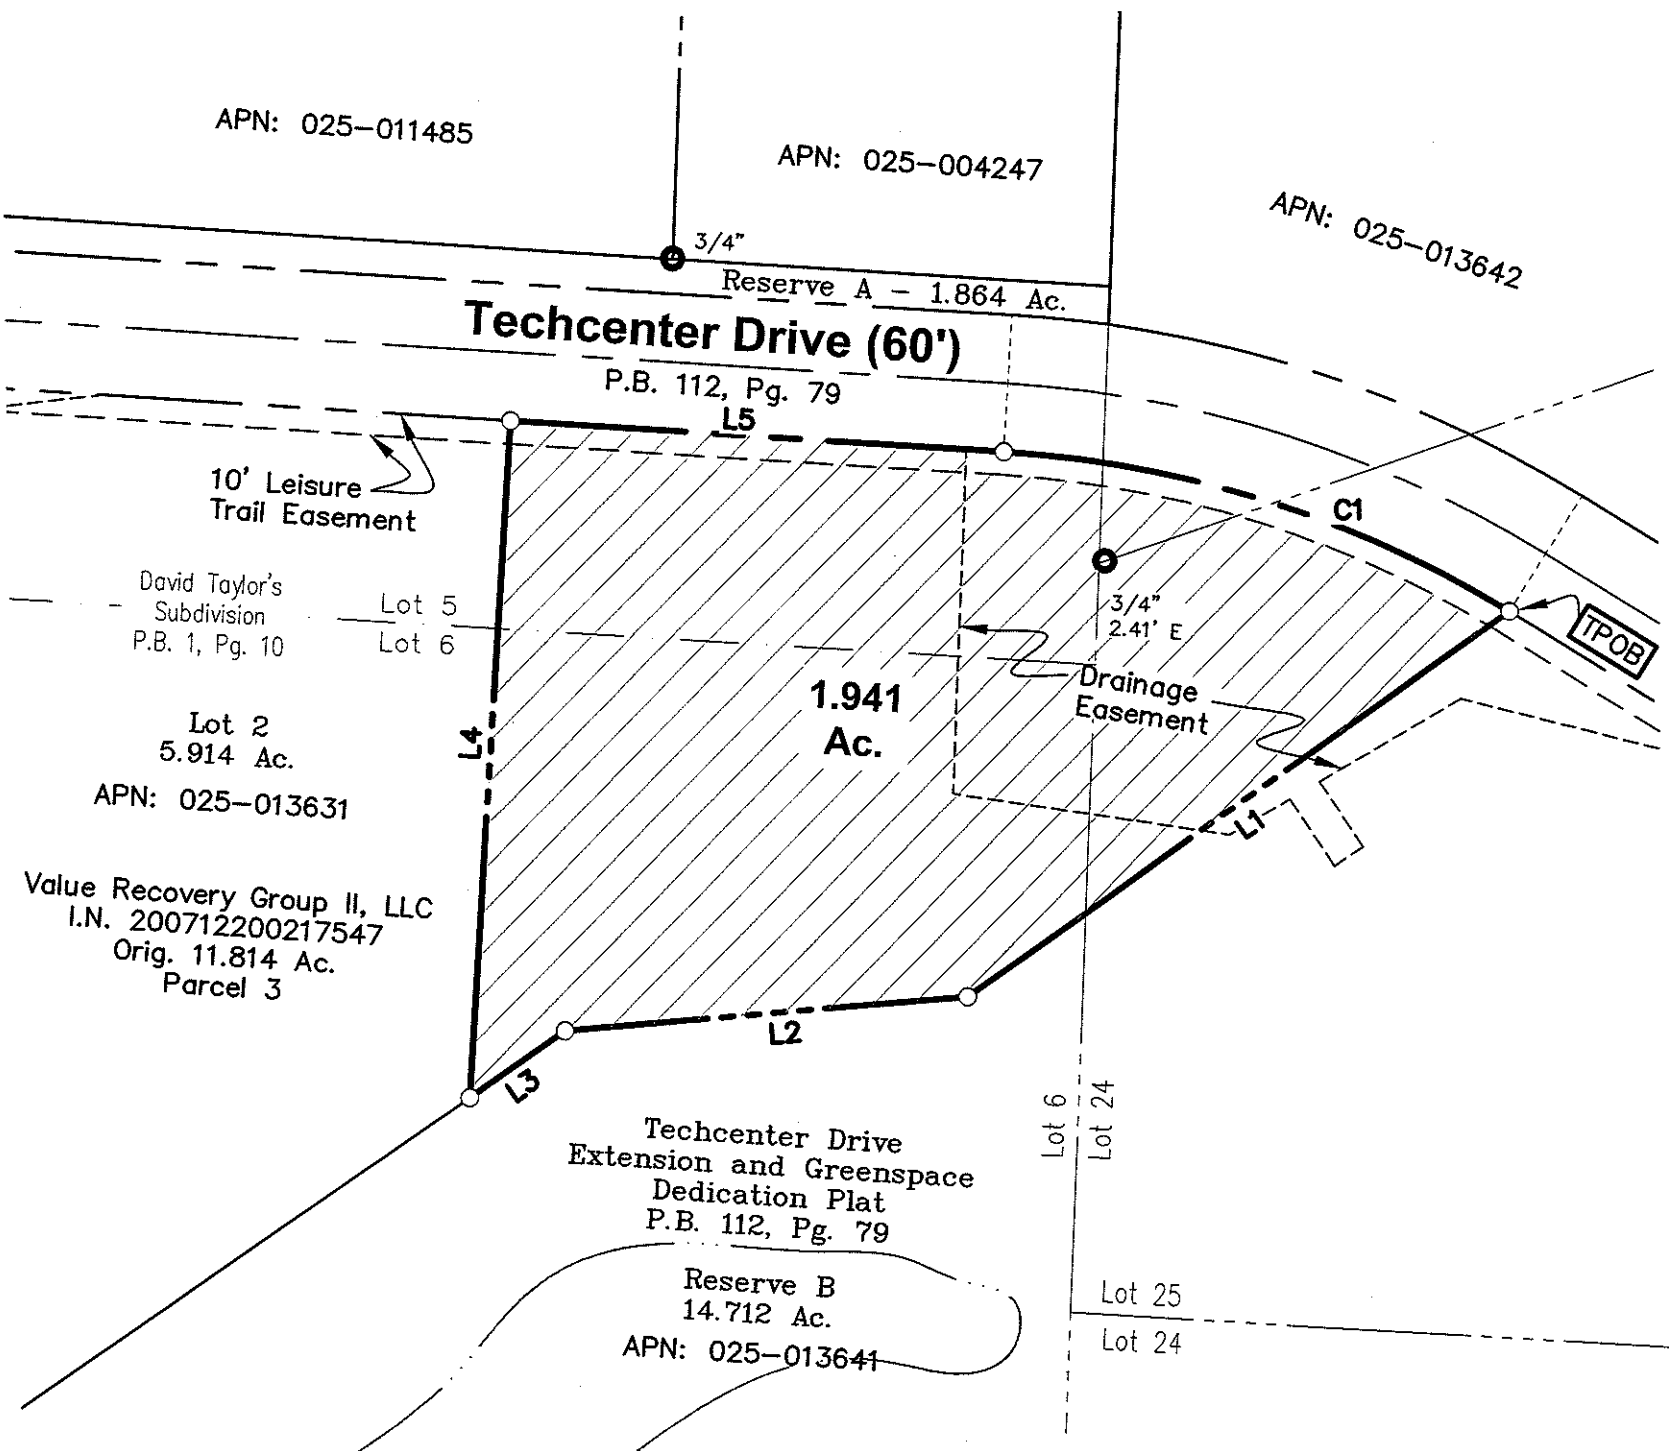 APN: 025-011485
APN: 025-004247
APN: 025-013642
3/4"
Reserve A - 1.864 Ac.
Techcenter Drive (60')
P.B. 112, Pg. 79
L5
C1
10' Leisure
Trail Easement
3/4"
2.41' E
TPOB
David Taylor's
Subdivision
P.B. 1, Pg. 10
Lot 5
Lot 6
1.941
Ac.
Drainage
Easement
Lot 2
5.914 Ac.
APN: 025-013631
L4
L1
Value Recovery Group II, LLC
I.N. 200712200217547
Orig. 11.814 Ac.
Parcel 3
L2
L3
Lot 6
Lot 24
Techcenter Drive
Extension and Greenspace
Dedication Plat
P.B. 112, Pg. 79
Reserve B
14.712 Ac.
APN: 025-013641
Lot 25
Lot 24